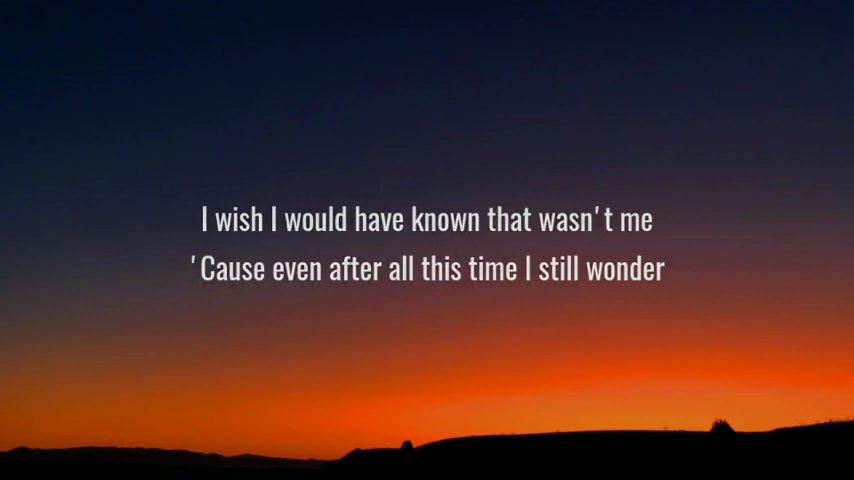 I wish I would have known that wasn't me
'Cause even after all this time I still wonder